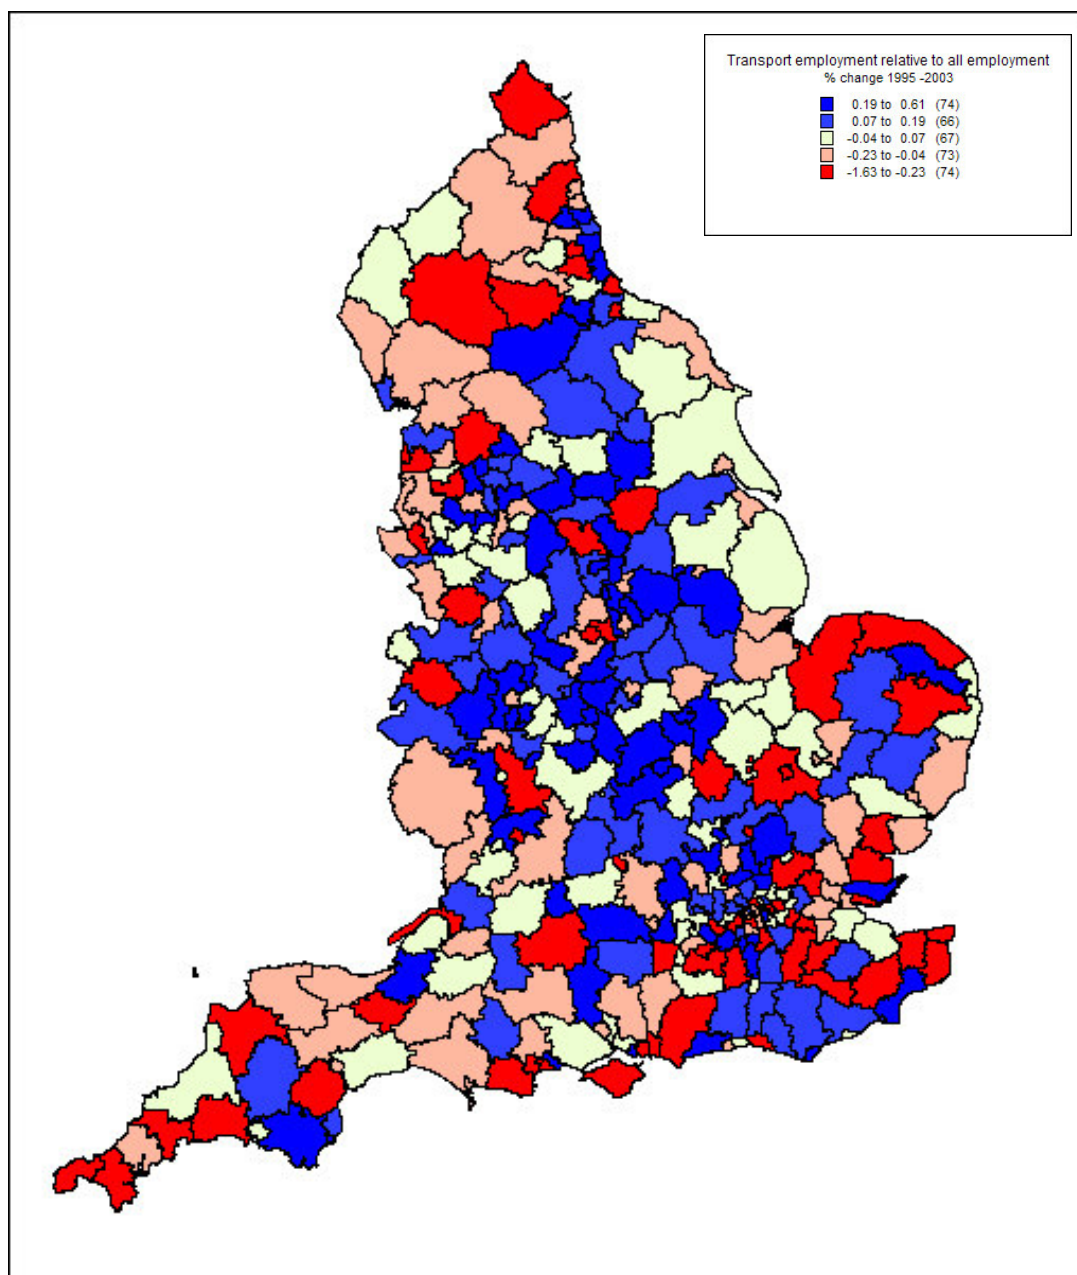 Transport employment relative to all employment
% change 1995 -2003
0.19 to 0.61 (74)
0.07 to 0.19 (66)
-0.04 to 0.07 (67)
-0.23 to -0.04 (73)
-1.63 to -0.23 (74)